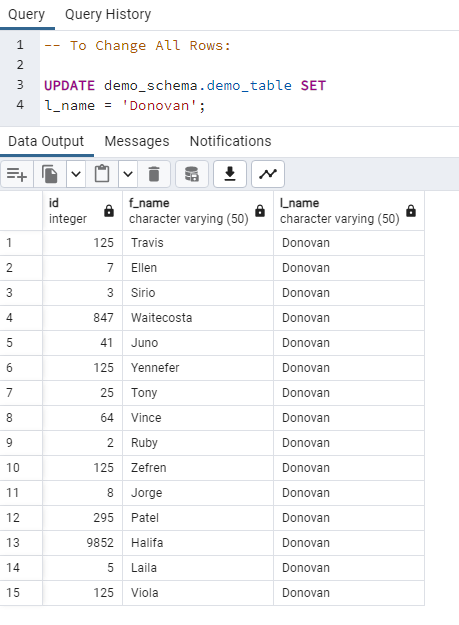 Query Query History
1 -- To Change All Rows:
2
3 UPDATE demo_schema.demo_table SET
4 l_name = 'Donovan';
Data Output Messages Notifications
id f_name l_name
integer character varying (50) character varying (50)
1 125 Travis Donovan
2 7 Ellen Donovan
3 3 Sirio Donovan
4 847 Waitecosta Donovan
5 41 Juno Donovan
6 125 Yennefer Donovan
7 25 Tony Donovan
8 64 Vince Donovan
9 2 Ruby Donovan
10 125 Zefren Donovan
11 8 Jorge Donovan
12 295 Patel Donovan
13 9852 Halifa Donovan
14 5 Laila Donovan
15 125 Viola Donovan